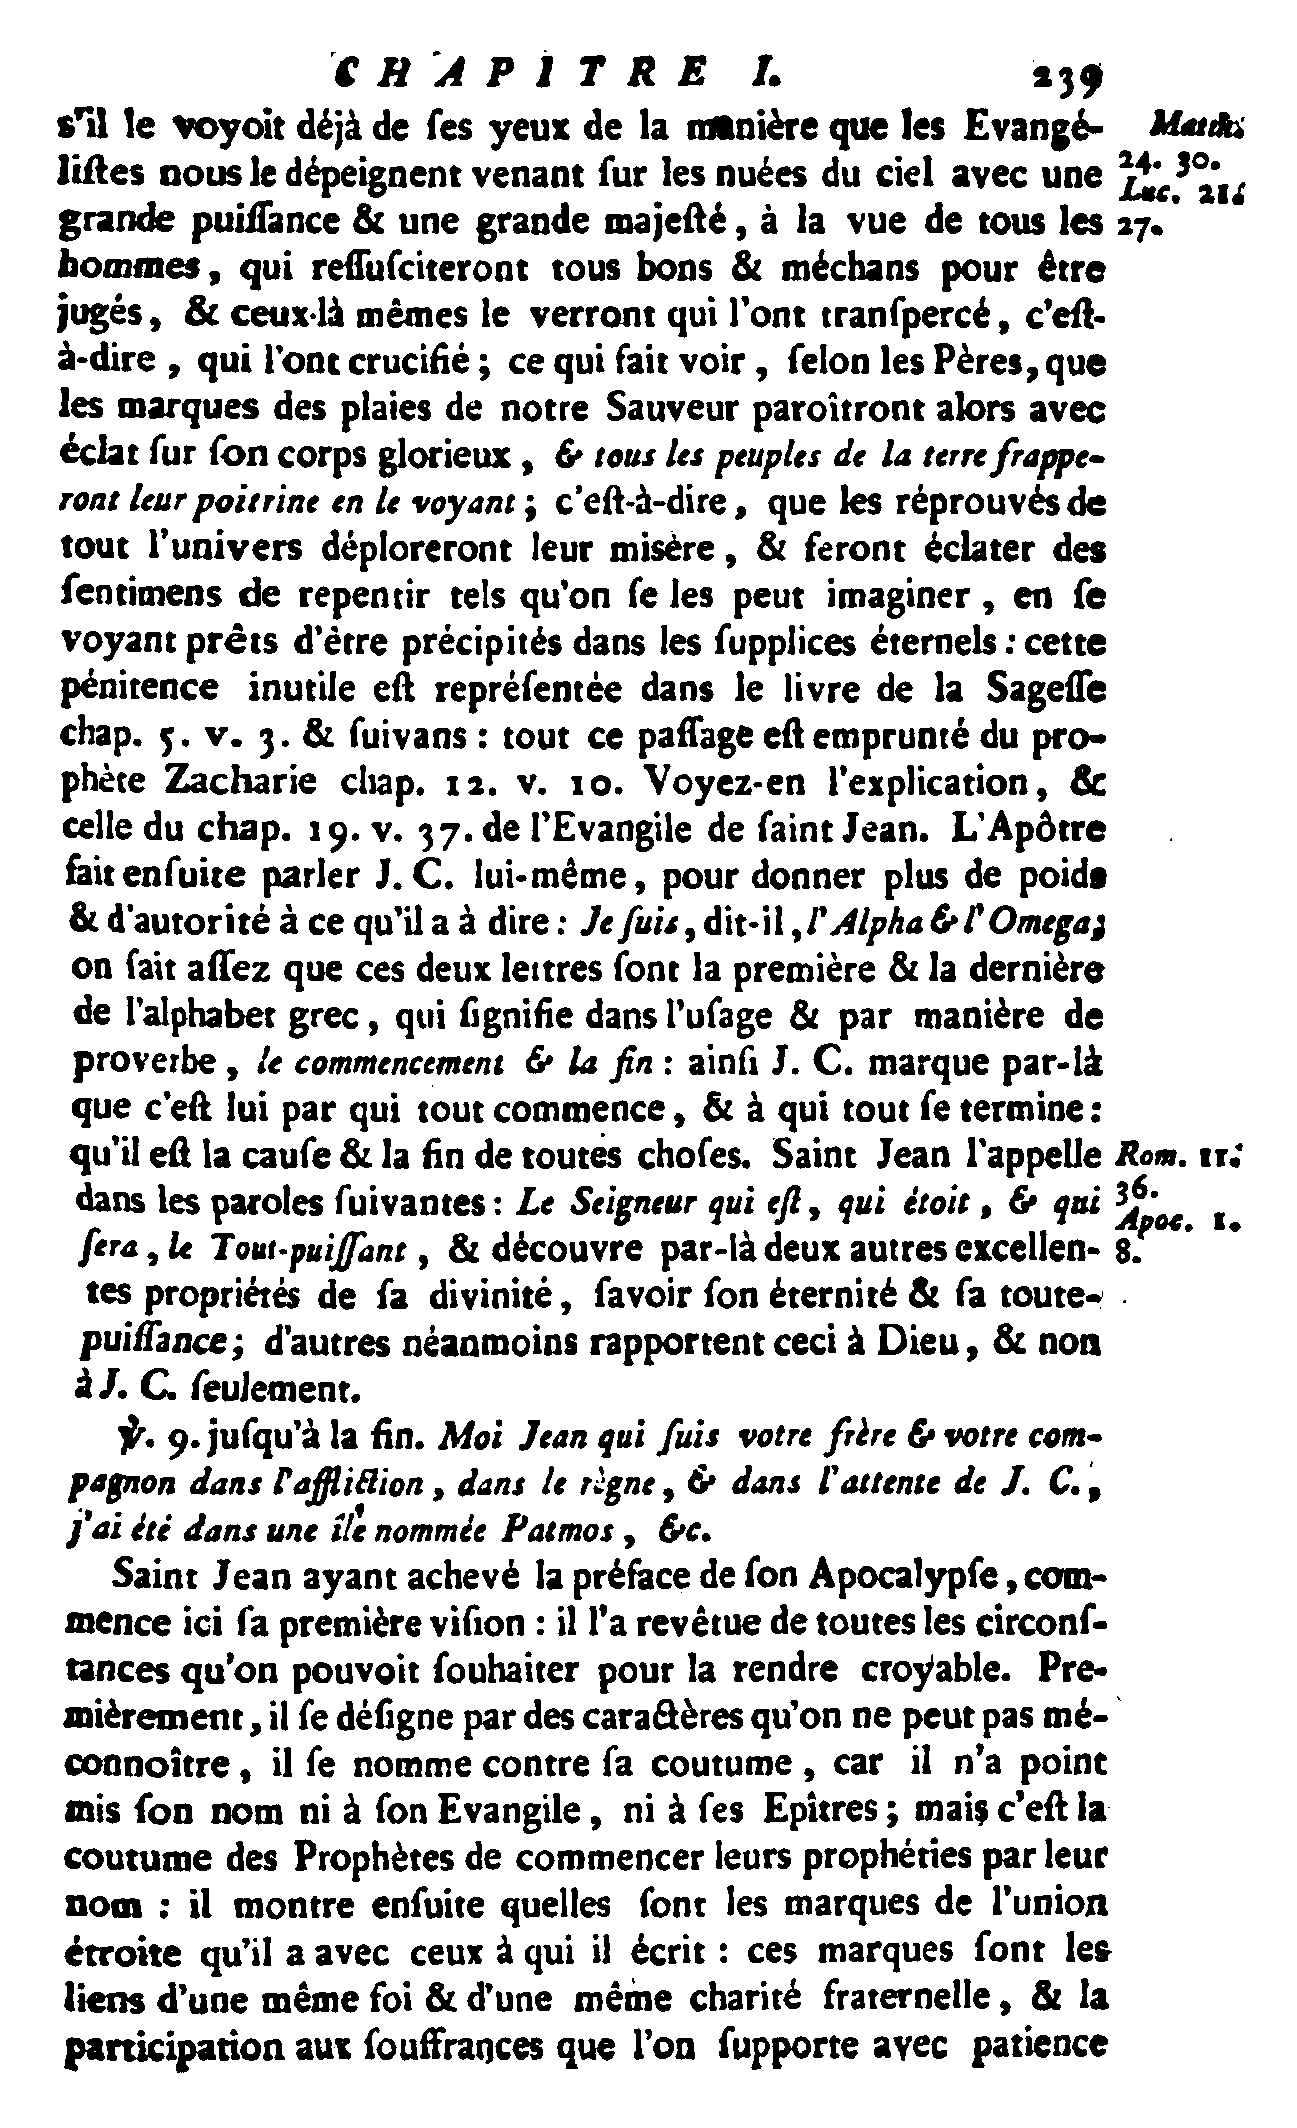 CHAPITRE I. 239
s'il le voyoit déjà de ſes yeux de la manière que les Evangé-
liſtes nous le dépeignent venant ſur les nuées du ciel avec une
grande puiſſance & une grande majeſté, à la vue de tous les
hommes, qui reſſuſciteront tous bons & méchans pour être
jugés, & ceux-là mêmes le verront qui l'ont tranſpercé, c'eſt-
à-dire, qui l'ont crucifié; ce qui fait voir, ſelon les Pères, que
les marques des plaies de notre Sauveur paroîtront alors avec
éclat ſur ſon corps glorieux, & tous les peuples de la terre frappe-
ront leur poitrine en le voyant; c'eſt-à-dire, que les réprouvés de
tout l'univers déploreront leur misère, & feront éclater des
ſentimens de repentir tels qu'on ſe les peut imaginer, en ſe
voyant prêts d'être précipités dans les ſupplices éternels: cette
pénitence inutile eſt repréſentée dans le livre de la Sageſſe
chap. 5. v. 3. & ſuivans: tout ce paſſage eſt emprunté du pro-
phète Zacharie chap. 12. v. 10. Voyez-en l'explication, &
celle du chap. 19. v. 37. de l'Evangile de ſaint Jean. L'Apôtre
fait enſuite parler J. C. lui-même, pour donner plus de poids
& d'autorité à ce qu'il a à dire: Je ſuis, dit-il, l'Alpha & l'Omega;
on ſait aſſez que ces deux lettres ſont la première & la dernière
de l'alphabet grec, qui ſignifie dans l'uſage & par manière de
proverbe, le commencement & la fin: ainſi J. C. marque par-là
que c'eſt lui par qui tout commence, & à qui tout ſe termine:
qu'il eſt la cauſe & la fin de toutes choſes. Saint Jean l'appelle
dans les paroles ſuivantes: Le Seigneur qui eſt, qui étoit, & qui
ſera, le Tout-puiſſant, & découvre par-là deux autres excellen-
tes propriétés de ſa divinité, ſavoir ſon éternité & ſa toute-
puiſſance; d'autres néanmoins rapportent ceci à Dieu, & non
à J. C. ſeulement.
℣. 9. juſqu'à la fin. Moi Jean qui ſuis votre frère & votre com-
pagnon dans l'affliction, dans le règne, & dans l'attente de J. C.,
j'ai été dans une île nommée Patmos, &c.
Saint Jean ayant achevé la préface de ſon Apocalypſe, com-
mence ici ſa première viſion: il l'a revêtue de toutes les circonſ-
tances qu'on pouvoit ſouhaiter pour la rendre croyable. Pre-
mièrement, il ſe déſigne par des caractères qu'on ne peut pas mé-
connoître, il ſe nomme contre ſa coutume, car il n'a point
mis ſon nom ni à ſon Evangile, ni à ſes Epîtres; mais c'eſt la
coutume des Prophètes de commencer leurs prophéties par leur
nom: il montre enſuite quelles ſont les marques de l'union
étroite qu'il a avec ceux à qui il écrit: ces marques ſont les
liens d'une même foi & d'une même charité fraternelle, & la
participation aux ſouffrances que l'on ſupporte avec patience
Matth.
24. 30.
Luc. 21.
27.
Rom. 11.
36.
Apoc. 1.
8.